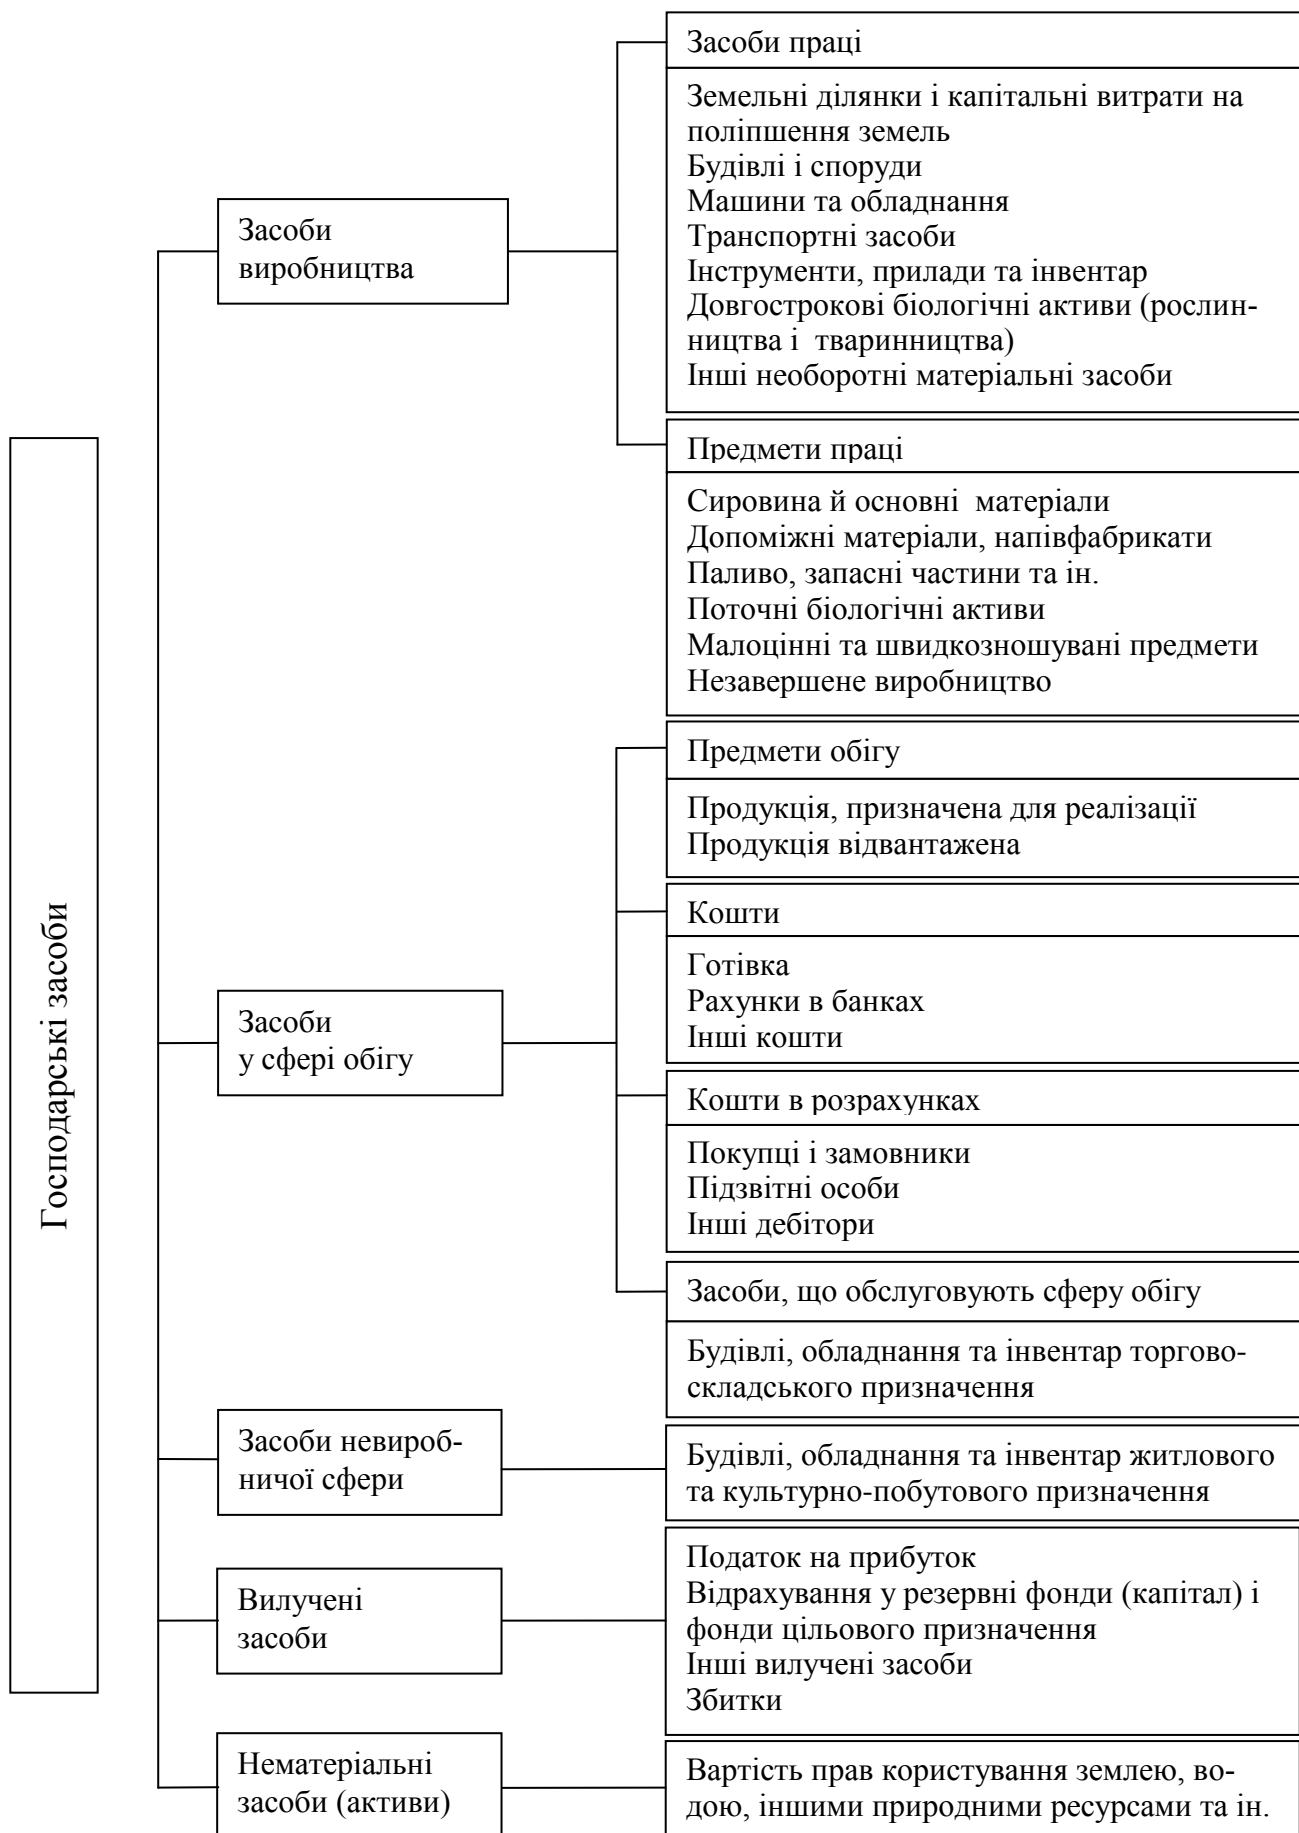 Господарські засоби
Засоби
виробництва
Засоби праці
Земельні ділянки і капітальні витрати на
поліпшення земель
Будівлі і споруди
Машини та обладнання
Транспортні засоби
Інструменти, прилади та інвентар
Довгострокові біологічні активи (рослин-
ництва і тваринництва)
Інші необоротні матеріальні засоби
Предмети праці
Сировина й основні матеріали
Допоміжні матеріали, напівфабрикати
Паливо, запасні частини та ін.
Поточні біологічні активи
Малоцінні та швидкозношувані предмети
Незавершене виробництво
Засоби
у сфері обігу
Предмети обігу
Продукція, призначена для реалізації
Продукція відвантажена
Кошти
Готівка
Рахунки в банках
Інші кошти
Кошти в розрахунках
Покупці і замовники
Підзвітні особи
Інші дебітори
Засоби, що обслуговують сферу обігу
Будівлі, обладнання та інвентар торгово-
складського призначення
Засоби невироб-
ничої сфери
Будівлі, обладнання та інвентар житлового
та культурно-побутового призначення
Вилучені
засоби
Податок на прибуток
Відрахування у резервні фонди (капітал) і
фонди цільового призначення
Інші вилучені засоби
Збитки
Нематеріальні
засоби (активи)
Вартість прав користування землею, во-
дою, іншими природними ресурсами та ін.